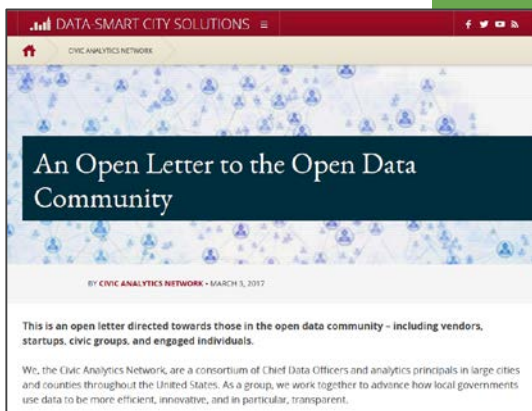 DATA-SMART CITY SOLUTIONS
CIVIC ANALYTICS NETWORK
An Open Letter to the Open Data
Community
BY CIVIC ANALYTICS NETWORK • MARCH 3, 2017
This is an open letter directed towards those in the open data community – including vendors,
startups, civic groups, and engaged individuals.
We, the Civic Analytics Network, are a consortium of Chief Data Officers and analytics principals in large cities
and counties throughout the United States. As a group, we work together to advance how local governments
use data to be more efficient, innovative, and in particular, transparent.